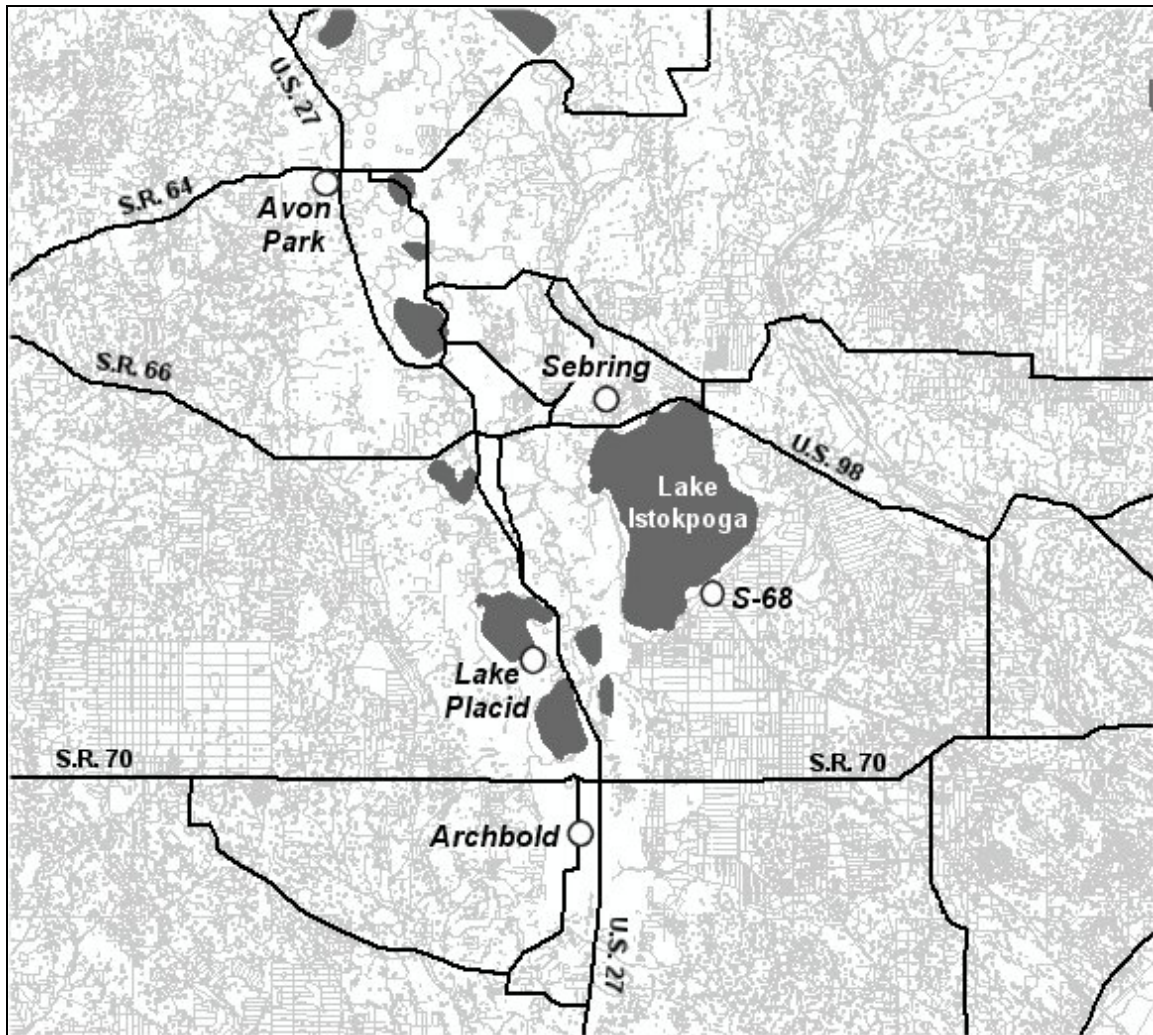 U.S. 27
S.R. 64
Avon
Park
S.R. 66
Sebring
U.S. 98
Lake
Istokpoga
S-68
Lake
Placid
S.R. 70
S.R. 70
Archbold
U.S. 27